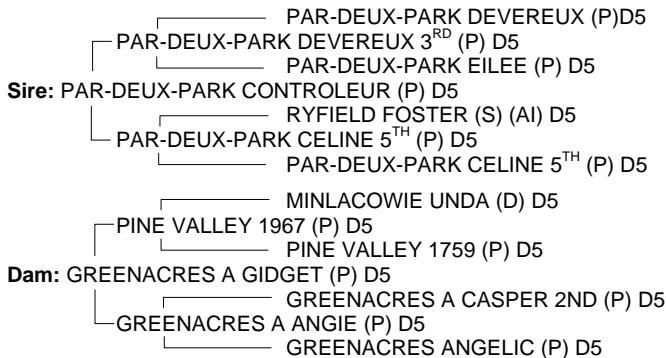 PAR-DEUX-PARK DEVEREUX (P)D5
PAR-DEUX-PARK DEVEREUX 3RD (P) D5
PAR-DEUX-PARK EILEE (P) D5
Sire: PAR-DEUX-PARK CONTROLEUR (P) D5
RYFIELD FOSTER (S) (AI) D5
PAR-DEUX-PARK CELINE 5TH (P) D5
PAR-DEUX-PARK CELINE 5TH (P) D5
MINLACOWIE UNDA (D) D5
PINE VALLEY 1967 (P) D5
PINE VALLEY 1759 (P) D5
Dam: GREENACRES A GIDGET (P) D5
GREENACRES A CASPER 2ND (P) D5
GREENACRES A ANGIE (P) D5
GREENACRES ANGELIC (P) D5